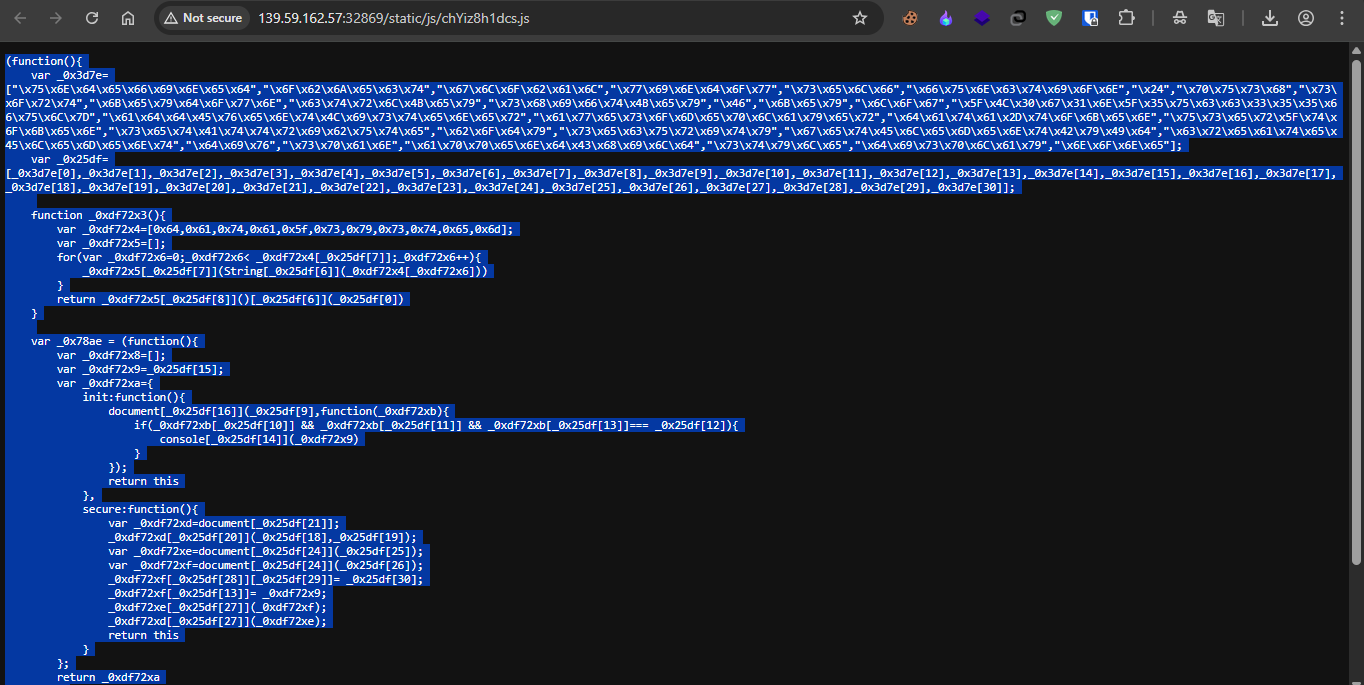 Not secure
139.59.162.57:32869/static/js/chYiz8h1dcs.js
(function(){
var _0x3d7e=
["\x75\x6E\x64\x65\x66\x69\x6E\x65\x64","\x6F\x62\x6A\x65\x63\x74","\x67\x6C\x6F\x62\x61\x6C","\x77\x69\x6E\x64\x6F\x77","\x73\x65\x6C\x66","\x66\x75\x6E\x63\x74\x69\x6F\x6E","\x24","\x70\x75\x73\x68","\x73\
x6F\x72\x74","\x6B\x65\x79\x64\x6F\x77\x6E","\x63\x74\x72\x6C\x4B\x65\x79","\x73\x68\x69\x66\x74\x4B\x65\x79","\x46","\x6B\x65\x79","\x6C\x6F\x67","\x5F\x4C\x30\x67\x31\x6E\x5F\x35\x75\x63\x63\x33\x35\x35\x66
\x75\x6C\x7D","\x61\x64\x64\x45\x76\x65\x6E\x74\x4C\x69\x73\x74\x65\x6E\x65\x72","\x61\x77\x65\x73\x6F\x6D\x65\x70\x6C\x61\x79\x65\x72","\x64\x61\x74\x61\x2D\x74\x6F\x6B\x65\x6E","\x75\x73\x65\x72\x5F\x74\x
6F\x6B\x65\x6E","\x73\x65\x74\x41\x74\x74\x72\x69\x62\x75\x74\x65","\x62\x6F\x64\x79","\x73\x65\x63\x75\x72\x69\x74\x79","\x67\x65\x74\x45\x6C\x65\x6D\x65\x6E\x74\x42\x79\x49\x64","\x63\x72\x65\x61\x74\x65\x
45\x6C\x65\x6D\x65\x6E\x74","\x64\x69\x76","\x73\x70\x61\x6E","\x61\x70\x70\x65\x6E\x64\x43\x68\x69\x6C\x64","\x73\x74\x79\x6C\x65","\x64\x69\x73\x70\x6C\x61\x79","\x6E\x6F\x6E\x65"];
var _0x25df=
[_0x3d7e[0],_0x3d7e[1],_0x3d7e[2],_0x3d7e[3],_0x3d7e[4],_0x3d7e[5],_0x3d7e[6],_0x3d7e[7],_0x3d7e[8],_0x3d7e[9],_0x3d7e[10],_0x3d7e[11],_0x3d7e[12],_0x3d7e[13],_0x3d7e[14],_0x3d7e[15],_0x3d7e[16],_0x3d7e[17],
_0x3d7e[18],_0x3d7e[19],_0x3d7e[20],_0x3d7e[21],_0x3d7e[22],_0x3d7e[23],_0x3d7e[24],_0x3d7e[25],_0x3d7e[26],_0x3d7e[27],_0x3d7e[28],_0x3d7e[29],_0x3d7e[30]];
function _0xdf72x3(){
var _0xdf72x4=[0x64,0x61,0x74,0x61,0x5f,0x73,0x79,0x73,0x74,0x65,0x6d];
var _0xdf72x5=[];
for(var _0xdf72x6=0;_0xdf72x6< _0xdf72x4[_0x25df[7]];_0xdf72x6++){
_0xdf72x5[_0x25df[7]](String[_0x25df[6]](_0xdf72x4[_0xdf72x6]))
}
return _0xdf72x5[_0x25df[8]]()[_0x25df[6]](_0x25df[0])
}
var _0x78ae = (function(){
var _0xdf72x8=[];
var _0xdf72x9=_0x25df[15];
var _0xdf72xa={
init:function(){
document[_0x25df[16]](_0x25df[9],function(_0xdf72xb){
if(_0xdf72xb[_0x25df[10]] && _0xdf72xb[_0x25df[11]] && _0xdf72xb[_0x25df[13]]=== _0x25df[12]){
console[_0x25df[14]](_0xdf72x9)
}
});
return this
},
secure:function(){
var _0xdf72xd=document[_0x25df[21]];
_0xdf72xd[_0x25df[20]](_0x25df[18],_0x25df[19]);
var _0xdf72xe=document[_0x25df[24]](_0x25df[25]);
var _0xdf72xf=document[_0x25df[24]](_0x25df[26]);
_0xdf72xf[_0x25df[28]][_0x25df[29]]= _0x25df[30];
_0xdf72xf[_0x25df[13]]= _0xdf72x9;
_0xdf72xe[_0x25df[27]](_0xdf72xf);
_0xdf72xd[_0x25df[27]](_0xdf72xe);
return this
}
};
return _0xdf72xa